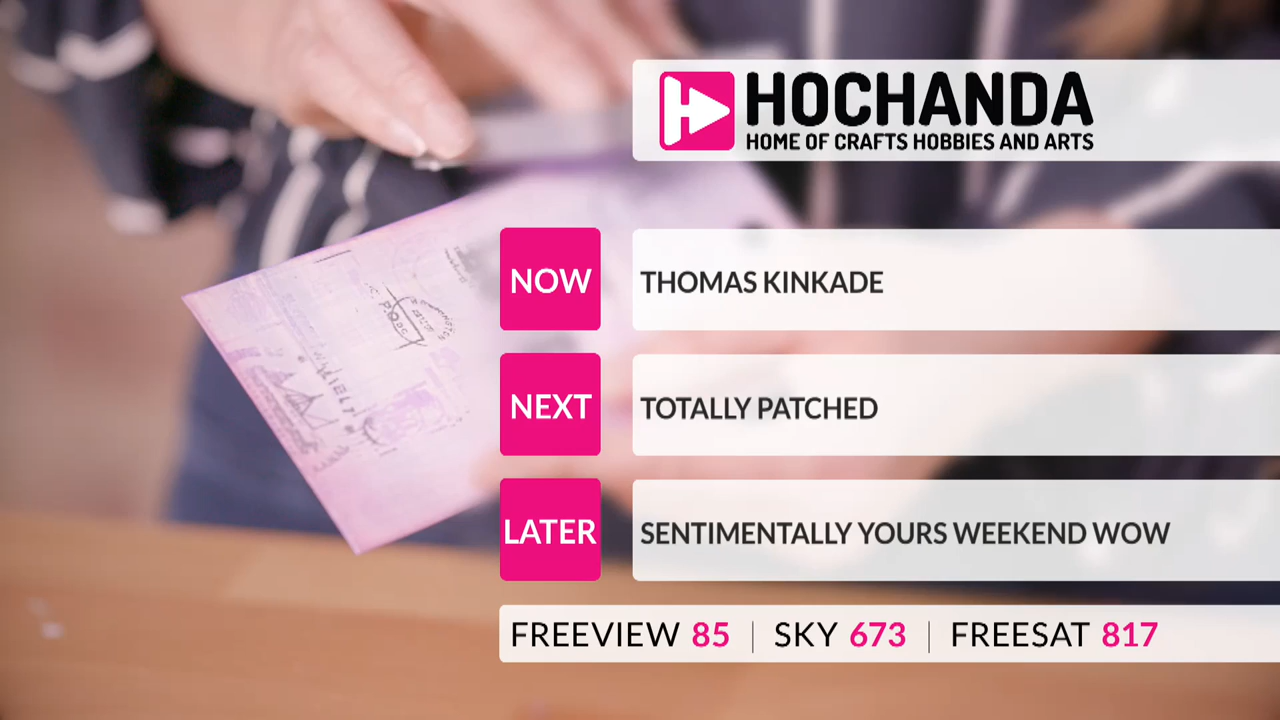 HOCHANDA
HOME OF CRAFTS HOBBIES AND ARTS
NOW THOMAS KINKADE
NEXT TOTALLY PATCHED
LATER SENTIMENTALLY YOURS WEEKEND WOW
FREEVIEW 85 | SKY 673 | FREESAT 817